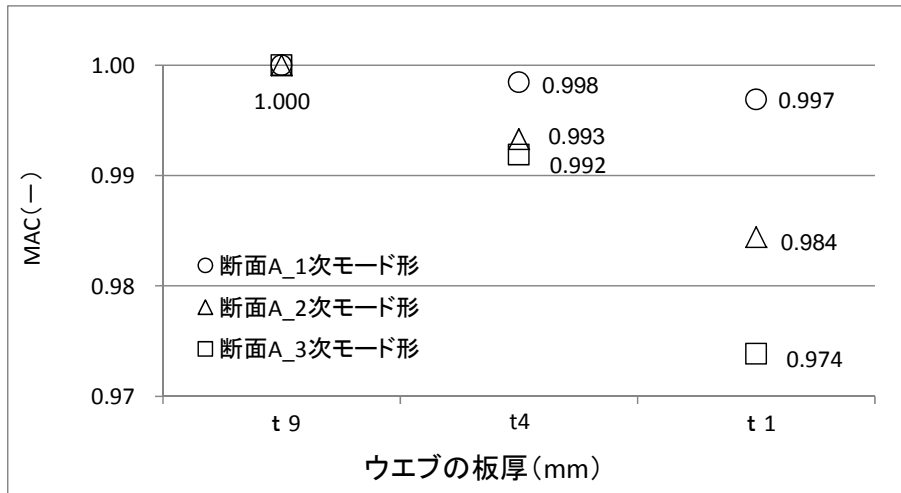 1.00
0.99
0.98
0.97
MAC(ー)
1.000
0.998
0.997
0.993
0.992
0.984
0.974
断面A_1次モード形
断面A_2次モード形
断面A_3次モード形
t 9
t4
t 1
ウエブの板厚(mm)